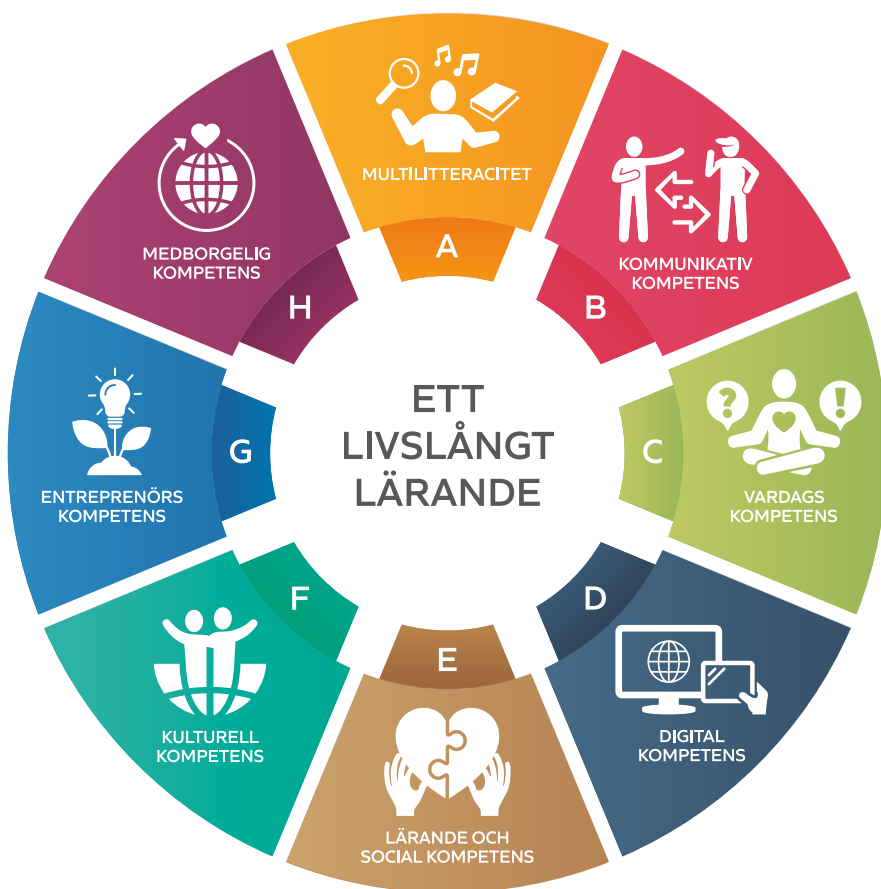 ETT
LIVSLÅNGT
LÄRANDE
MULTILITTERACITET
A
KOMMUNIKATIV
KOMPETENS
B
?
!
VARDAGS
KOMPETENS
C
DIGITAL
KOMPETENS
D
LÄRANDE OCH
SOCIAL KOMPETENS
E
KULTURELL
KOMPETENS
F
ENTREPRENÖRS
KOMPETENS
G
MEDBORGELIG
KOMPETENS
H